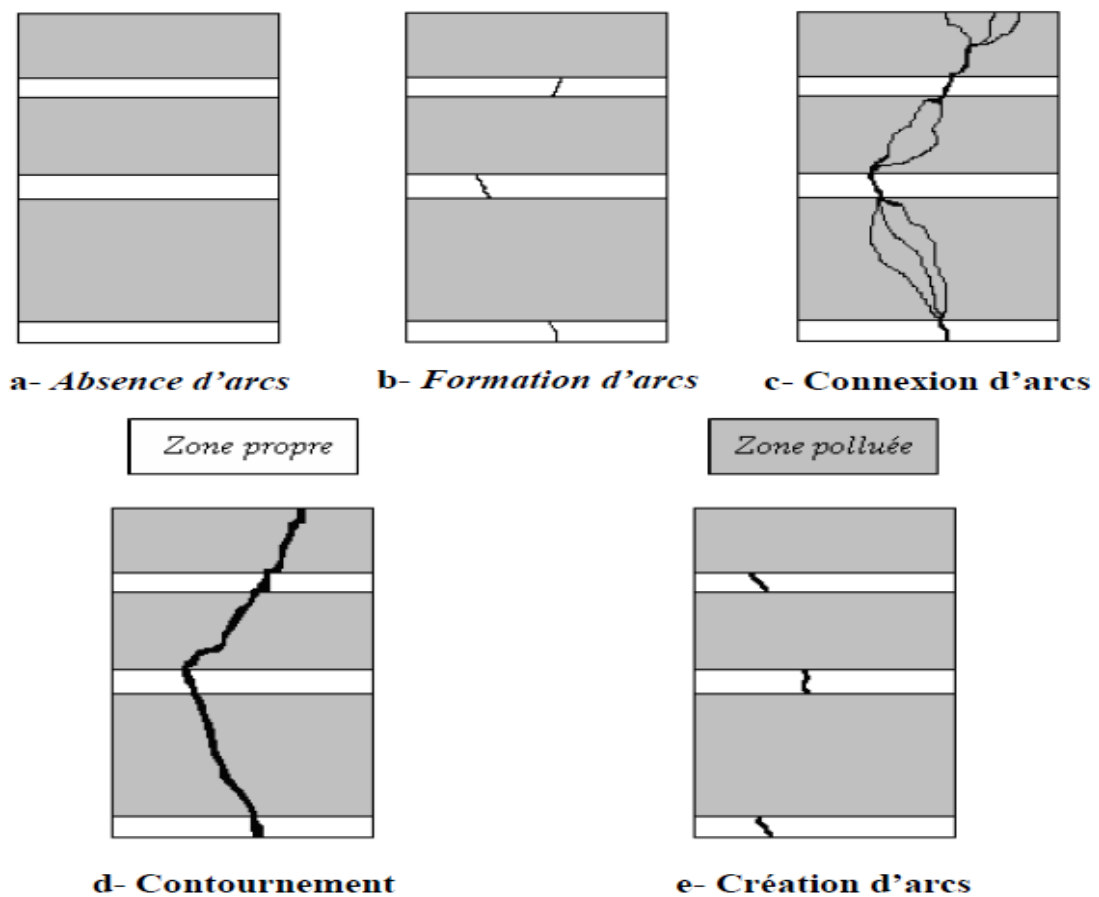 a- Absence d'arcs
b- Formation d'arcs
c- Connexion d'arcs
Zone propre
Zone polluée
d- Contournement
e- Création d'arcs